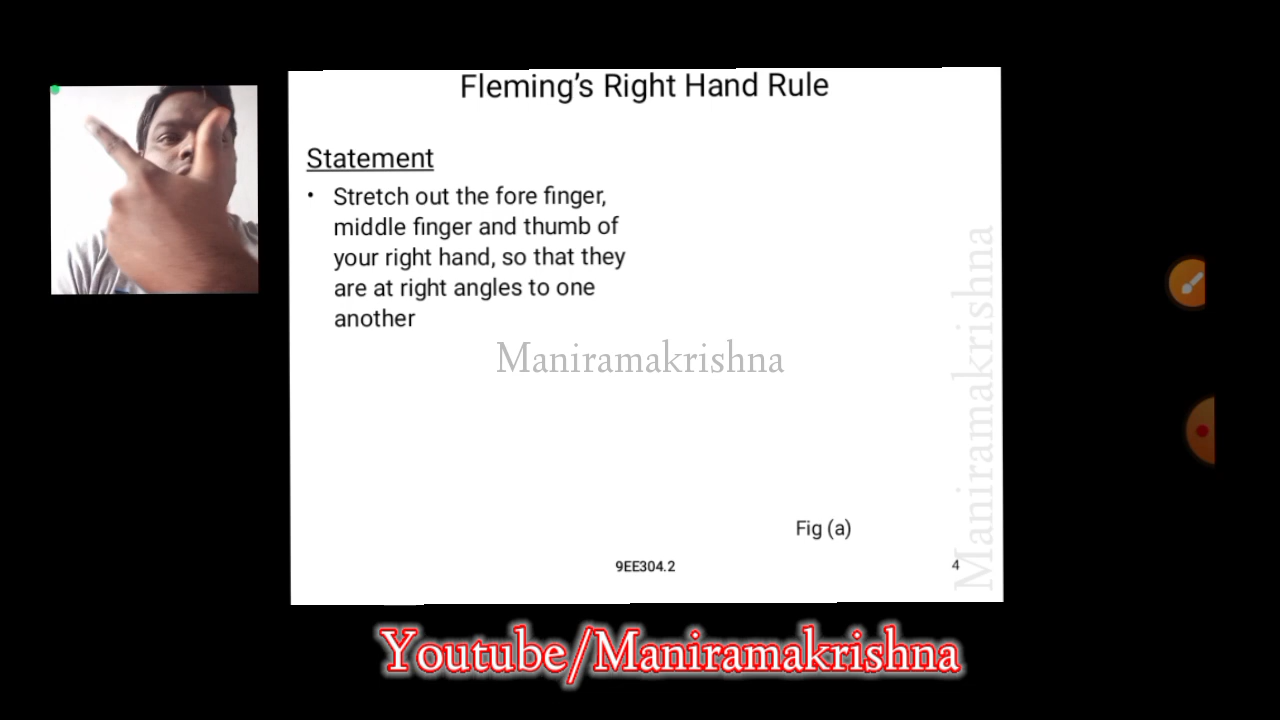 Fleming’s Right Hand Rule
Statement
• Stretch out the fore finger,
middle finger and thumb of
your right hand, so that they
are at right angles to one
another
Maniramakrishna
Maniramakrishna
Fig (a)
9EE304.2
4
Youtube/Maniramakrishna